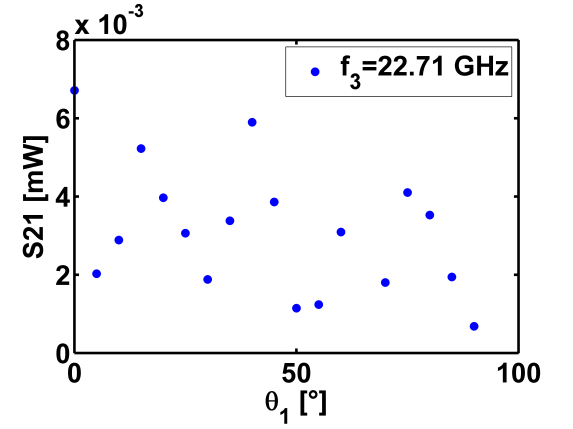 x 10⁻³
8
f₃=22.71 GHz
6
S21 [mW]
4
2
0
0 50 100
θ₁ [°]